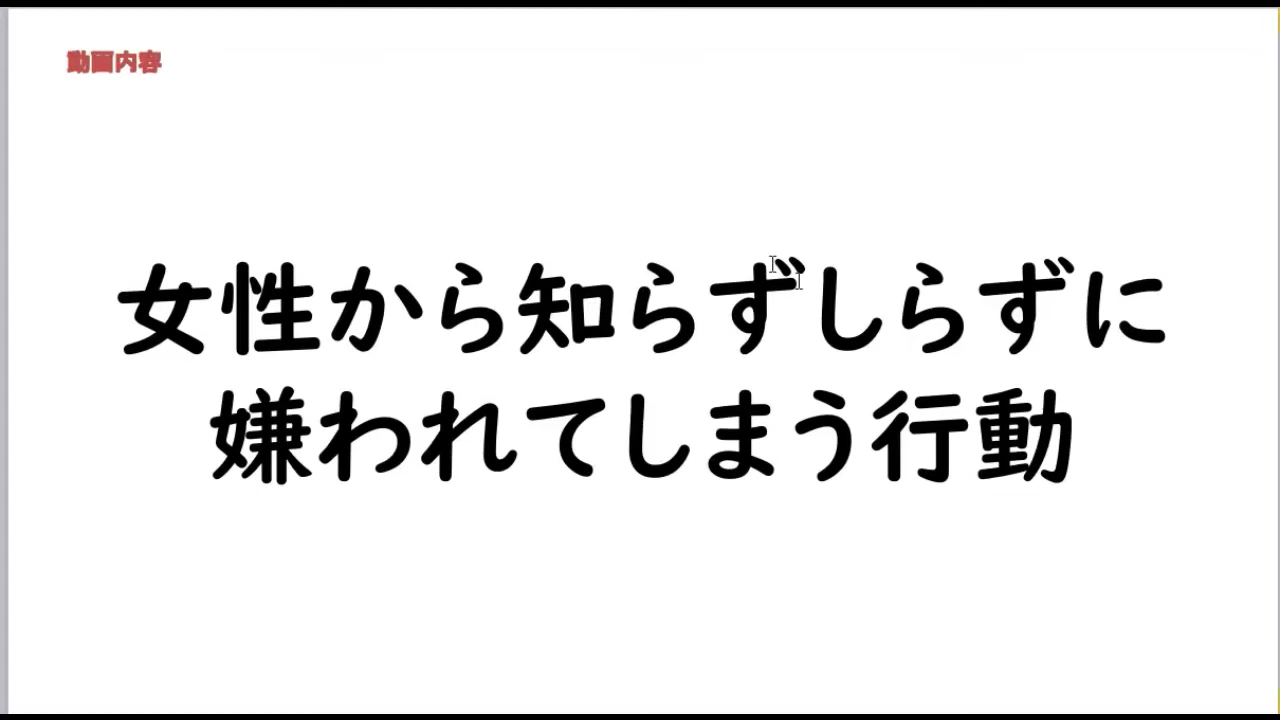 動画内容
女性から知らずしらずに
嫌われてしまう行動